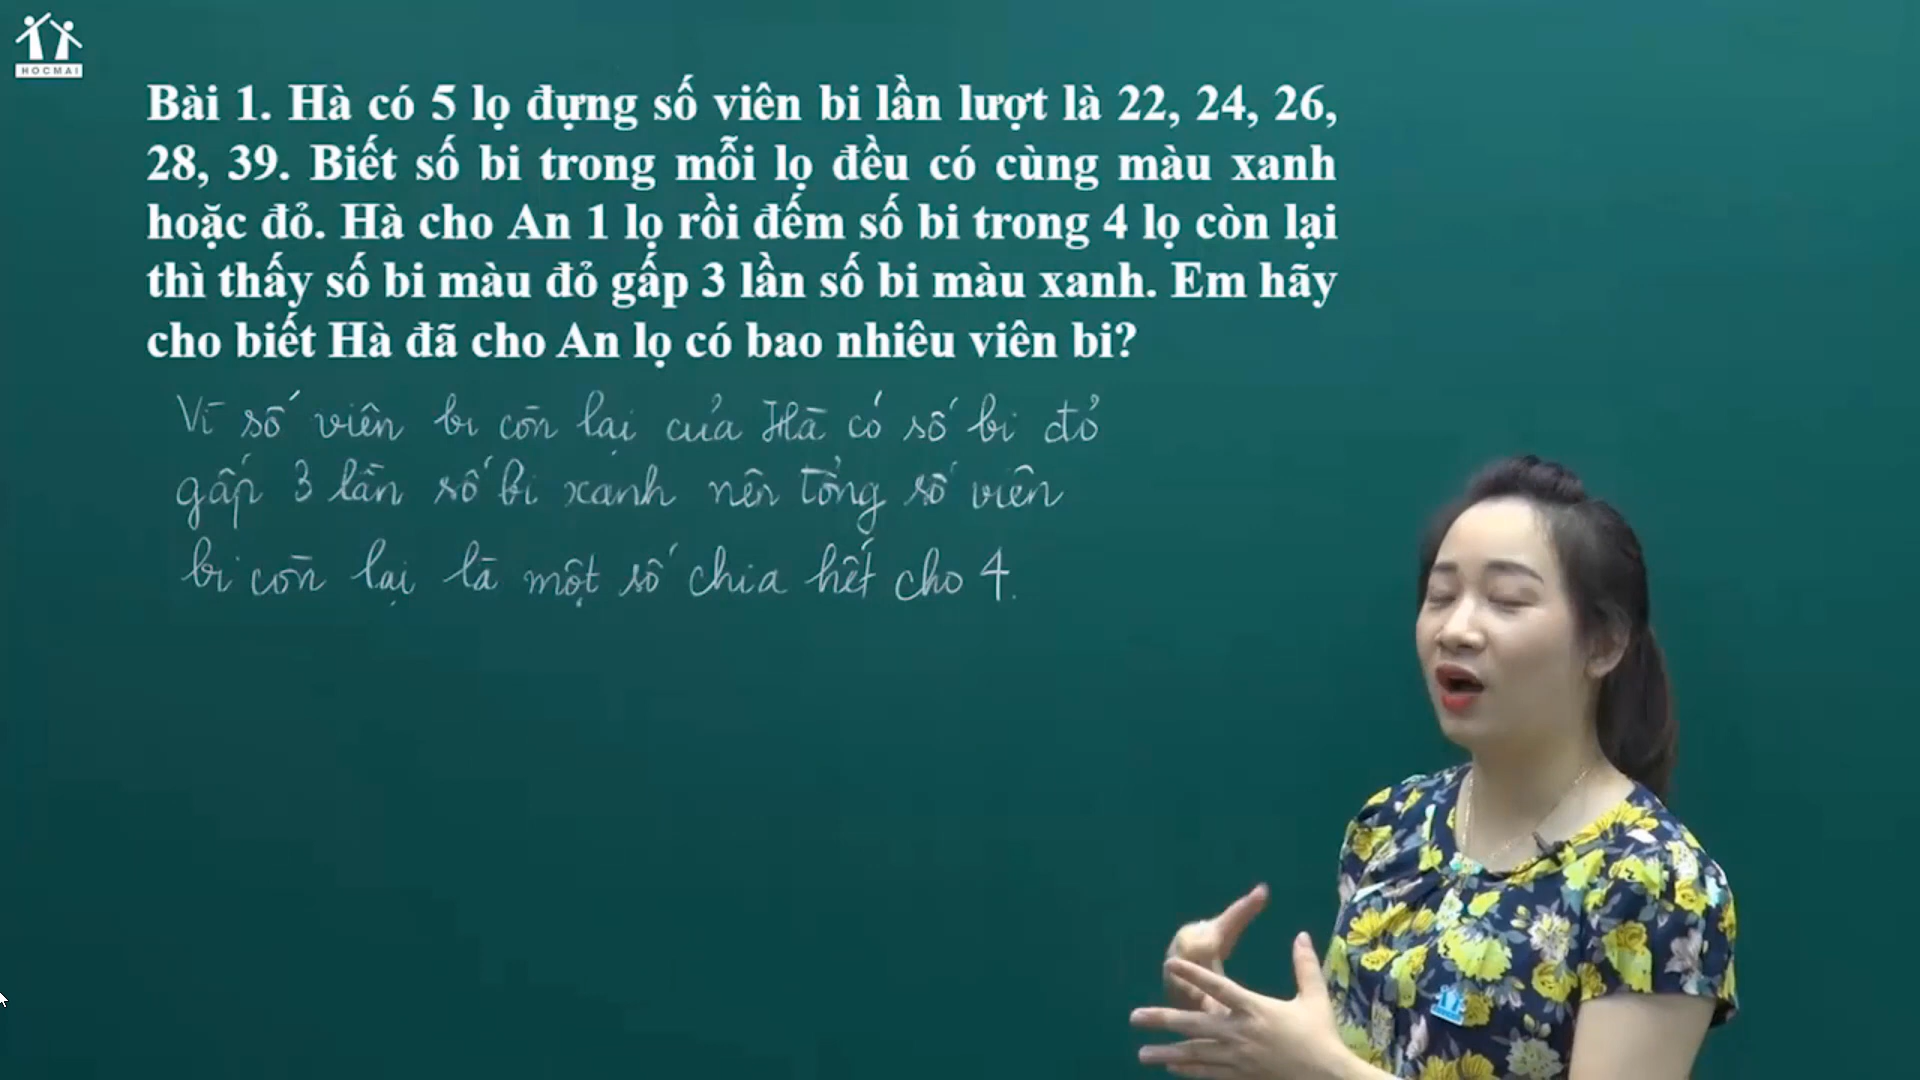 HOCMAI
Bài 1. Hà có 5 lọ đựng số viên bi lần lượt là 22, 24, 26,
28, 39. Biết số bi trong mỗi lọ đều có cùng màu xanh
hoặc đỏ. Hà cho An 1 lọ rồi đếm số bi trong 4 lọ còn lại
thì thấy số bi màu đỏ gấp 3 lần số bi màu xanh. Em hãy
cho biết Hà đã cho An lọ có bao nhiêu viên bi?
Vì số viên bi còn lại của Hà có số bi đỏ
gấp 3 lần số bi xanh nên tổng số viên
bi còn lại là một số chia hết cho 4.